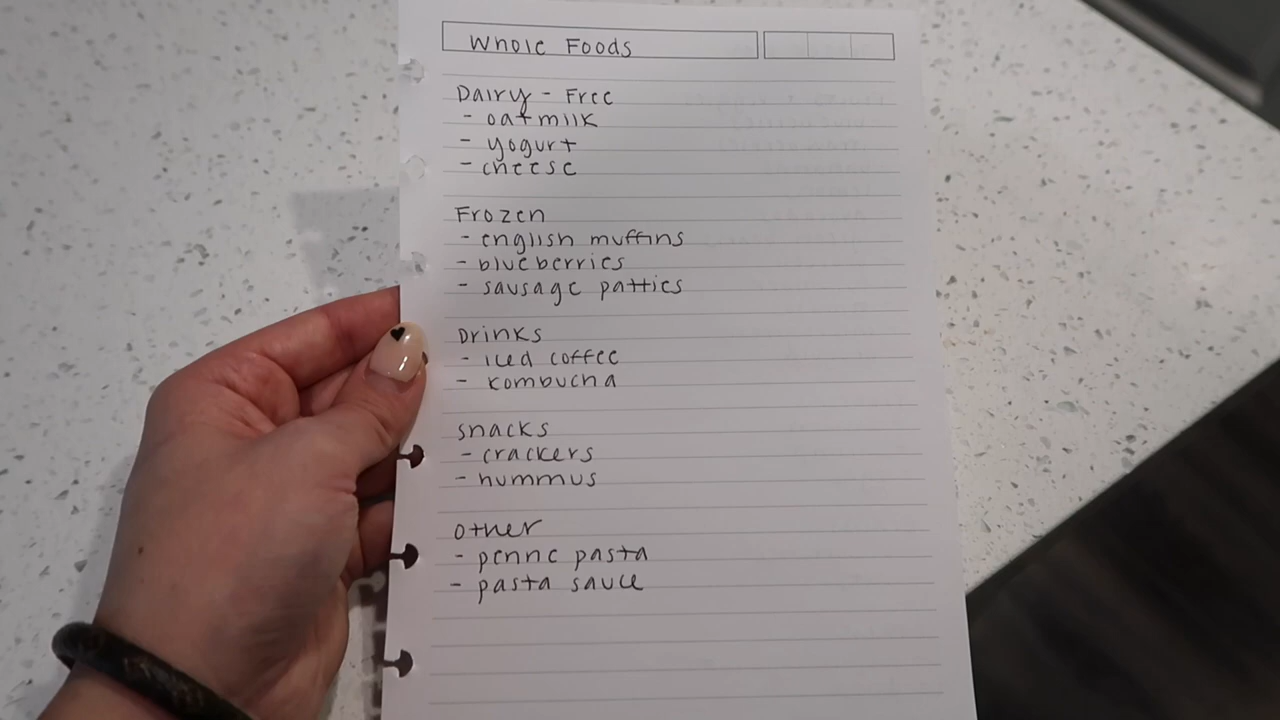 Whole Foods
Dairy - Free
- oatmilk
- yogurt
- cheese
Frozen
- english muffins
- blueberries
- sausage patties
Drinks
- iced coffee
- kombucha
snacks
- crackers
- hummus
other
- penne pasta
- pasta sauce